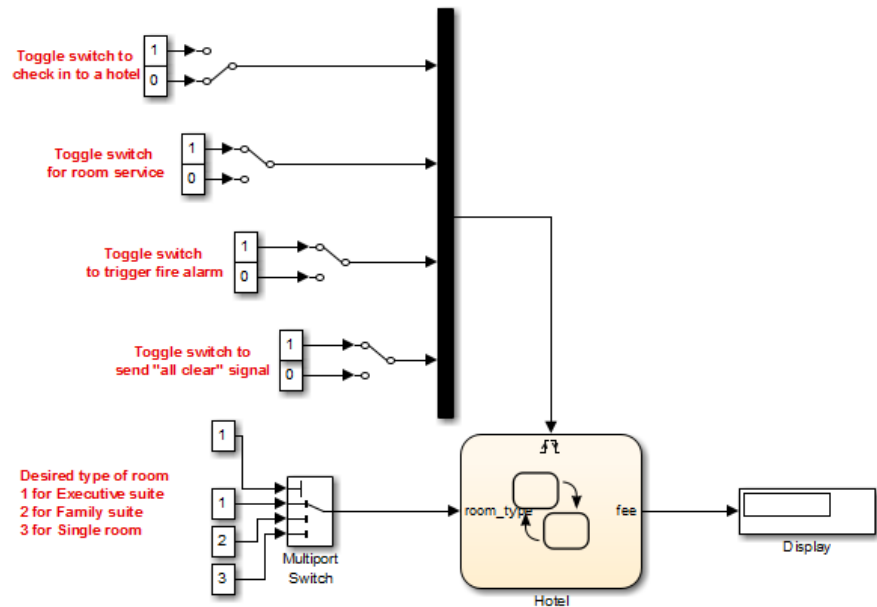 Toggle switch to
check in to a hotel
1
0
Toggle switch
for room service
1
0
Toggle switch
to trigger fire alarm
1
0
Toggle switch to
send "all clear" signal
1
0
Desired type of room
1 for Executive suite
2 for Family suite
3 for Single room
1
1
2
3
Multiport
Switch
room_type
fee
Hotel
Display